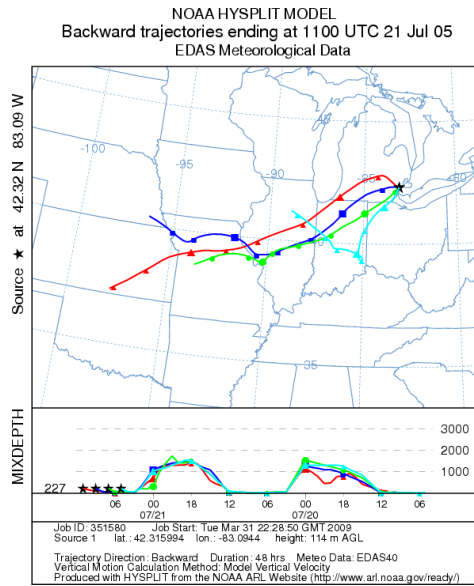 NOAA HYSPLIT MODEL
Backward trajectories ending at 1100 UTC 21 Jul 05
EDAS Meteorological Data
Source ★ at 42.32 N 83.09 W
-100
-95
-90
-85
45
40
35
MIXDEPTH
3000
2000
1000
227
06 00 18 12 06 00 18 12 06
07/21 07/20
Job ID: 351580 Job Start: Tue Mar 31 22:28:50 GMT 2009
Source 1 lat.: 42.315994 lon.: -83.0944 height: 114 m AGL
Trajectory Direction: Backward Duration: 48 hrs Meteo Data: EDAS40
Vertical Motion Calculation Method: Model Vertical Velocity
Produced with HYSPLIT from the NOAA ARL Website (http://www.arl.noaa.gov/ready/)